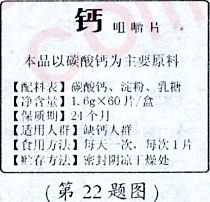 钙 咀嚼片
本品以碳酸钙为主要原料
【配料表】碳酸钙、淀粉、乳糖
【净含量】1.6g×60片/盒
【保质期】24个月
【适用人群】缺钙人群
【食用方法】每天一次，每次1片
【贮存方法】密封阴凉干燥处
(第22题图)